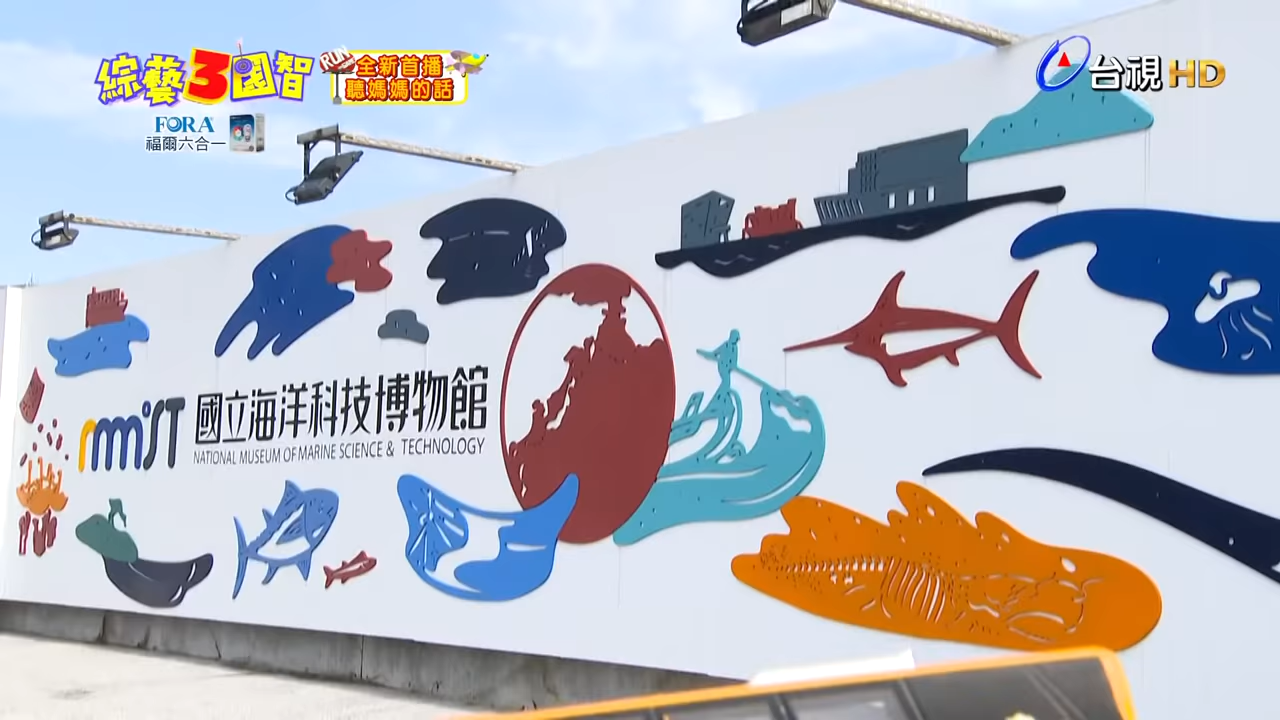 綜藝3國智
RUN
全新首播
聽媽媽的話
FORA
福爾六合一
台視HD
nmmST
國立海洋科技博物館
NATIONAL MUSEUM OF MARINE SCIENCE & TECHNOLOGY